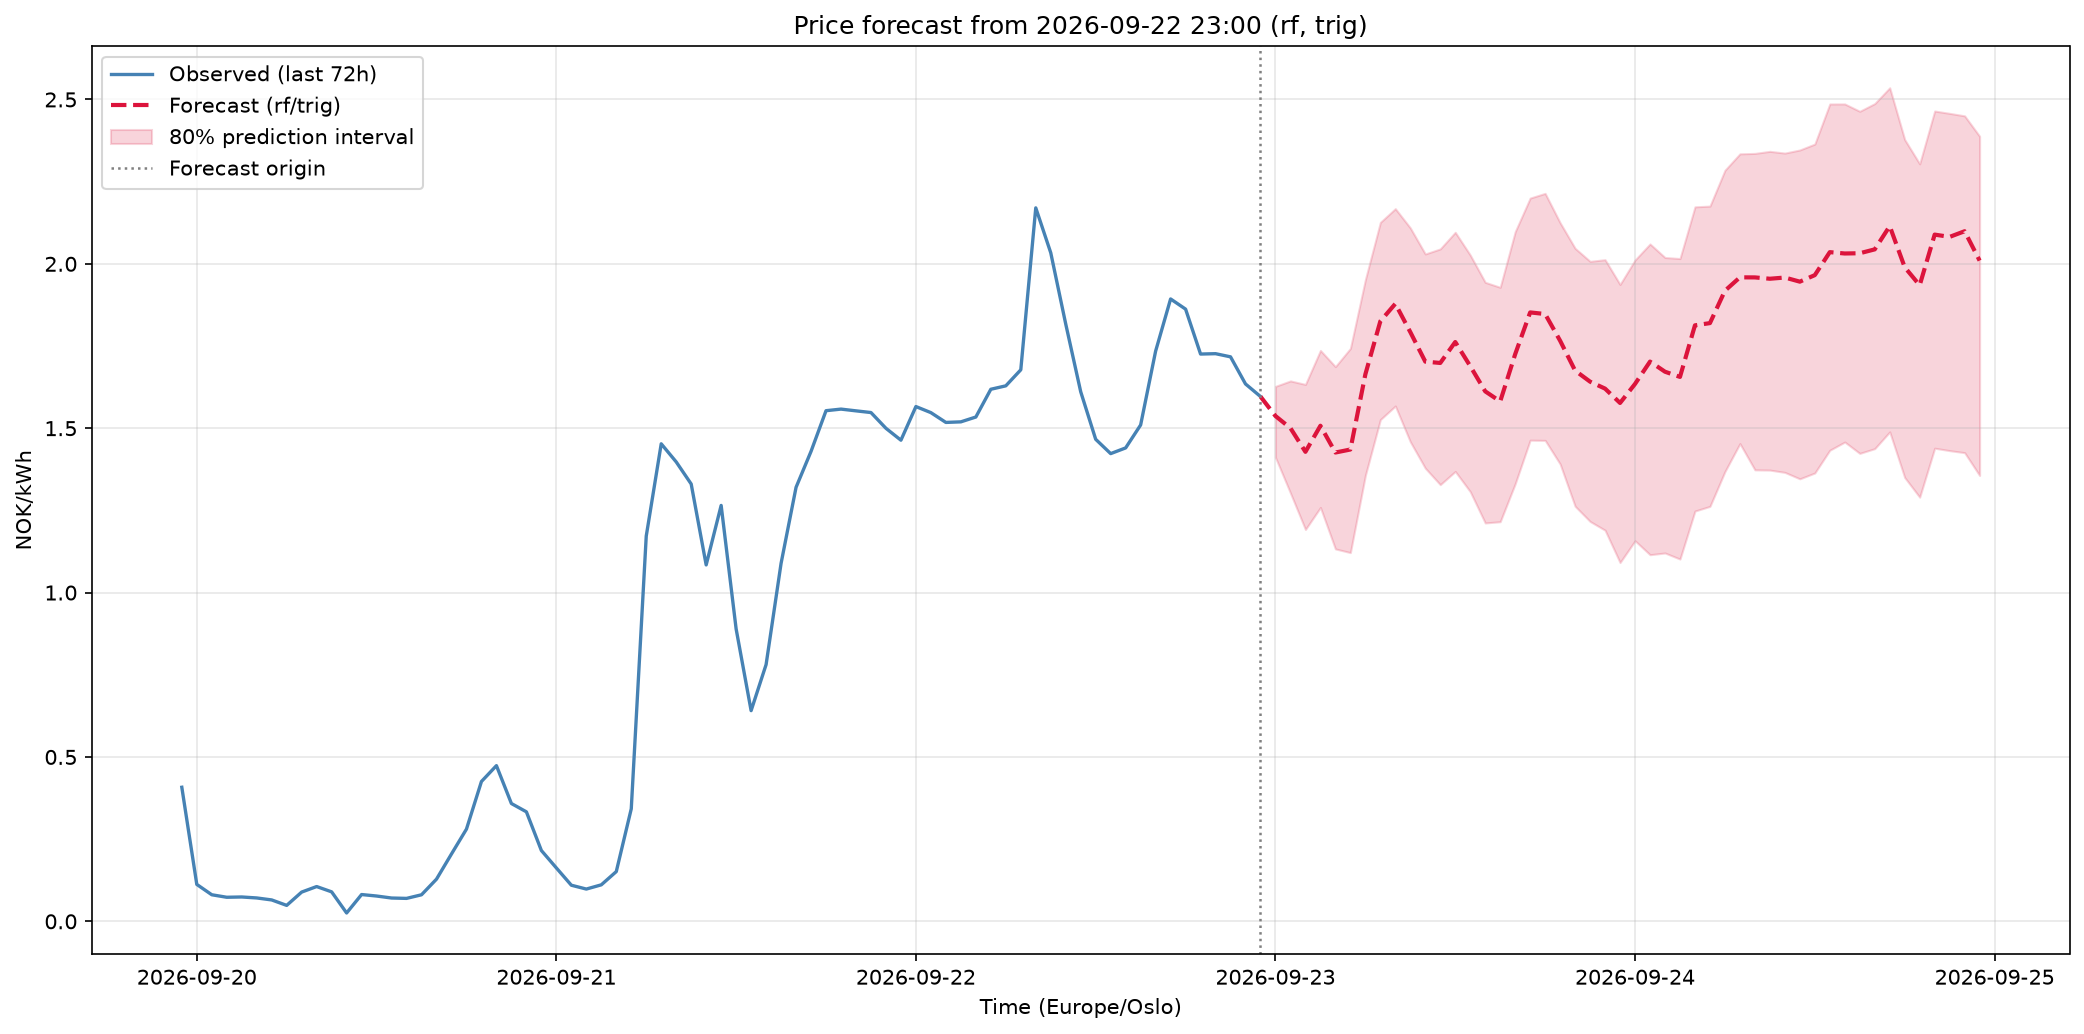 Price forecast from 2026-09-22 23:00 (rf, trig)
Observed (last 72h)
Forecast (rf/trig)
80% prediction interval
Forecast origin
NOK/kWh
2.5
2.0
1.5
1.0
0.5
0.0
2026-09-20
2026-09-21
2026-09-22
2026-09-23
2026-09-24
2026-09-25
Time (Europe/Oslo)